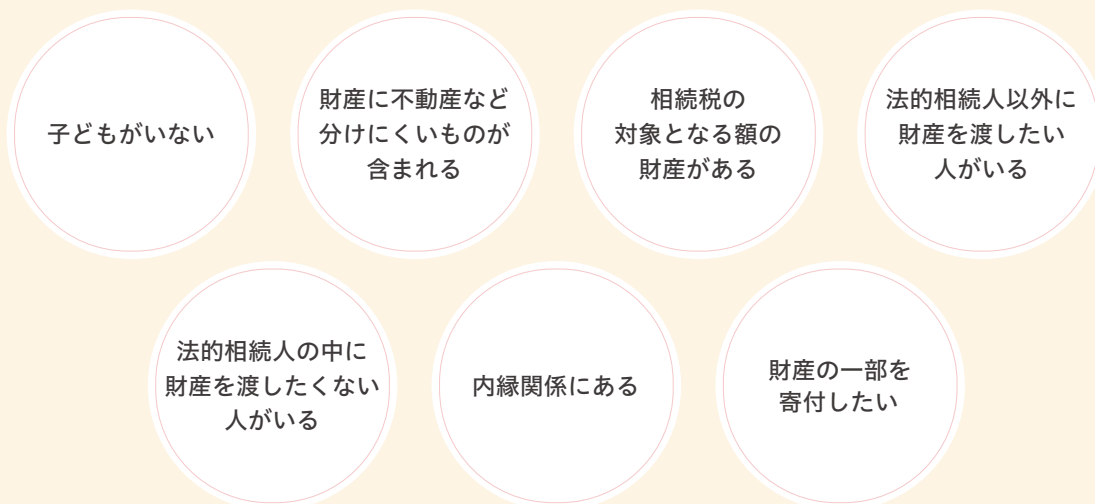 子どもがいない
財産に不動産など
分けにくいものが
含まれる
相続税の
対象となる額の
財産がある
法的相続人以外に
財産を渡したい
人がいる
法的相続人の中に
財産を渡したくない
人がいる
内縁関係にある
財産の一部を
寄付したい